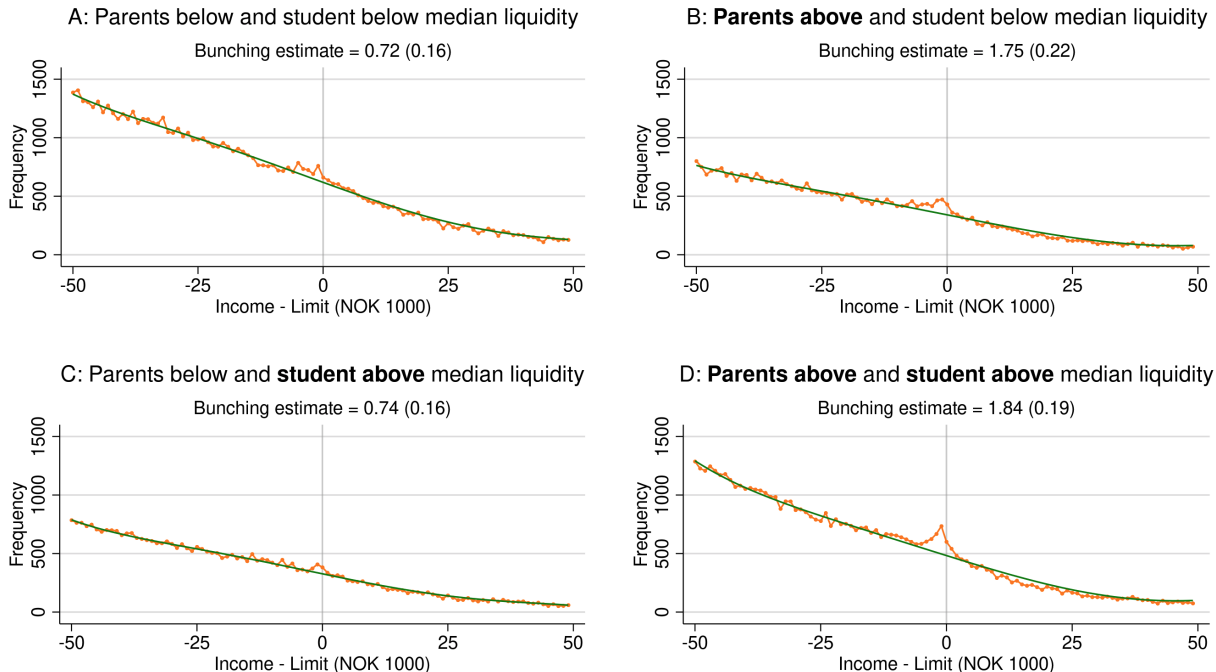 A: Parents below and student below median liquidity
Bunching estimate = 0.72 (0.16)
Frequency
1500
1000
500
0
-50
-25
0
25
50
Income - Limit (NOK 1000)
B: Parents above and student below median liquidity
Bunching estimate = 1.75 (0.22)
Frequency
1500
1000
500
0
-50
-25
0
25
50
Income - Limit (NOK 1000)
C: Parents below and student above median liquidity
Bunching estimate = 0.74 (0.16)
Frequency
1500
1000
500
0
-50
-25
0
25
50
Income - Limit (NOK 1000)
D: Parents above and student above median liquidity
Bunching estimate = 1.84 (0.19)
Frequency
1500
1000
500
0
-50
-25
0
25
50
Income - Limit (NOK 1000)